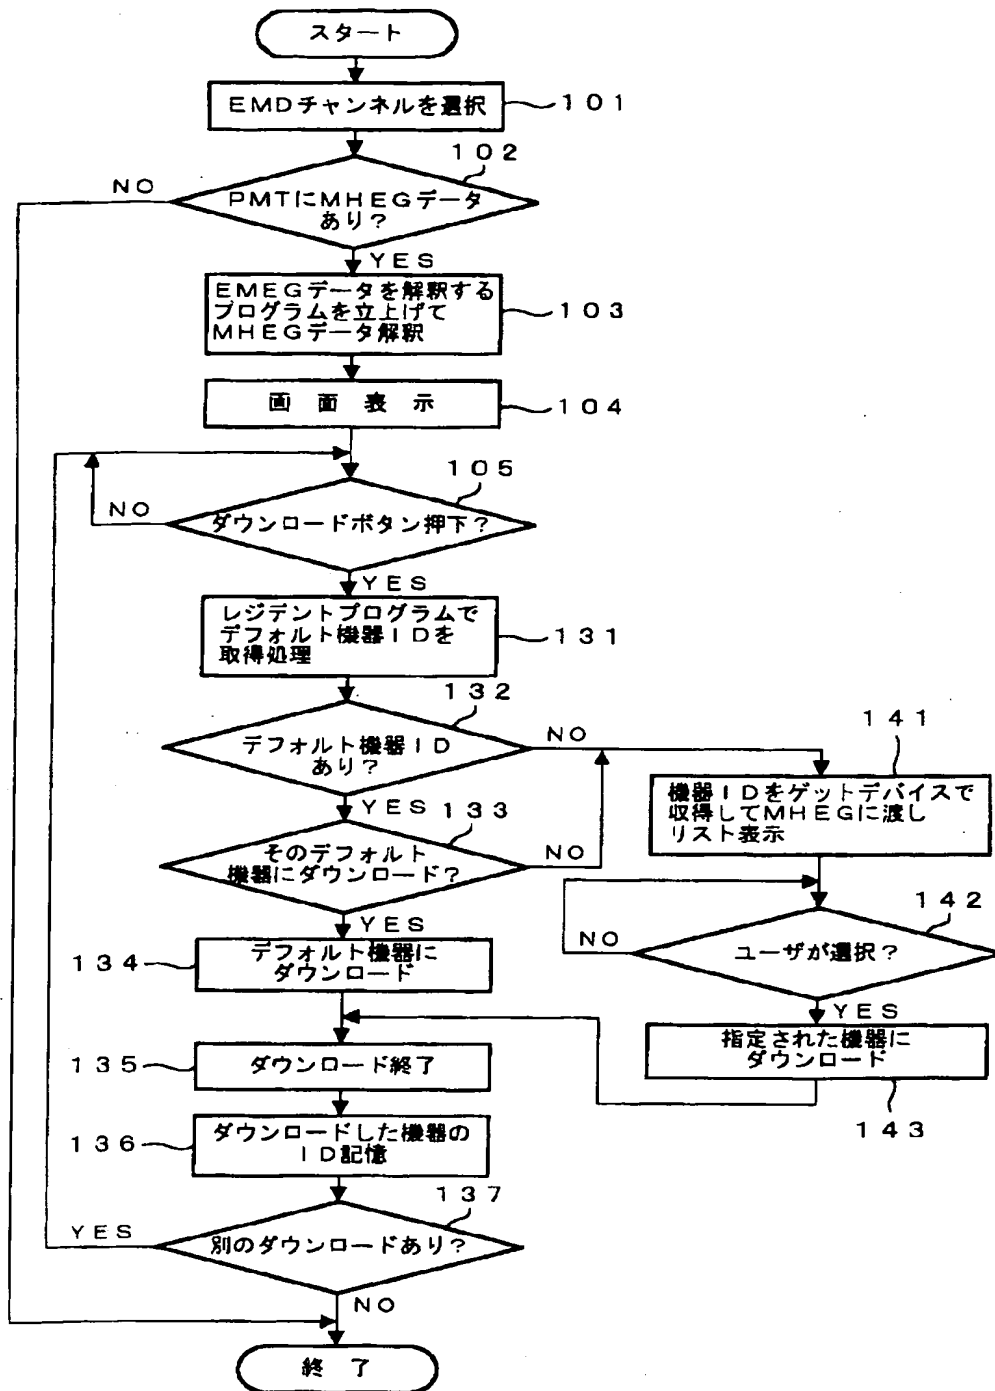 スタート
EMDチャンネルを選択
101
102
NO
PMTにMHEGデータ
あり？
YES
EMEGデータを解釈する
プログラムを立上げて
MHEGデータ解釈
103
画面表示
104
105
NO
ダウンロードボタン押下？
YES
レジデントプログラムで
デフォルト機器IDを
取得処理
131
132
デフォルト機器ID
あり？
NO
141
機器IDをゲットデバイスで
取得してMHEGに渡し
リスト表示
YES
133
そのデフォルト
機器にダウンロード？
NO
142
NO
ユーザが選択？
YES
134
デフォルト機器に
ダウンロード
YES
指定された機器に
ダウンロード
143
135
ダウンロード終了
136
ダウンロードした機器の
ID記憶
137
YES
別のダウンロードあり？
NO
終了